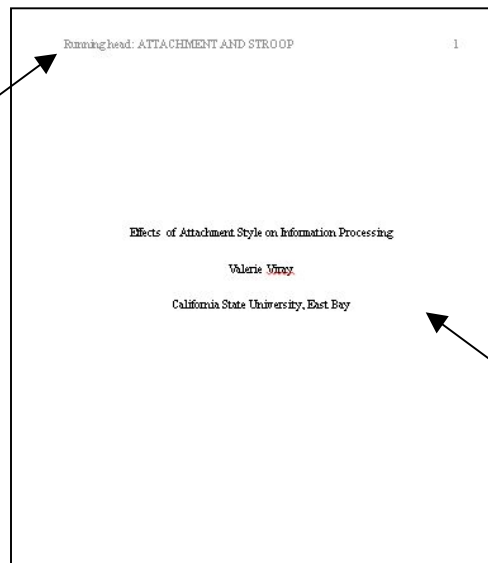 Running head: ATTACHMENT AND STROOP 1
Effects of Attachment Style on Information Processing
Valerie Viray
California State University, East Bay